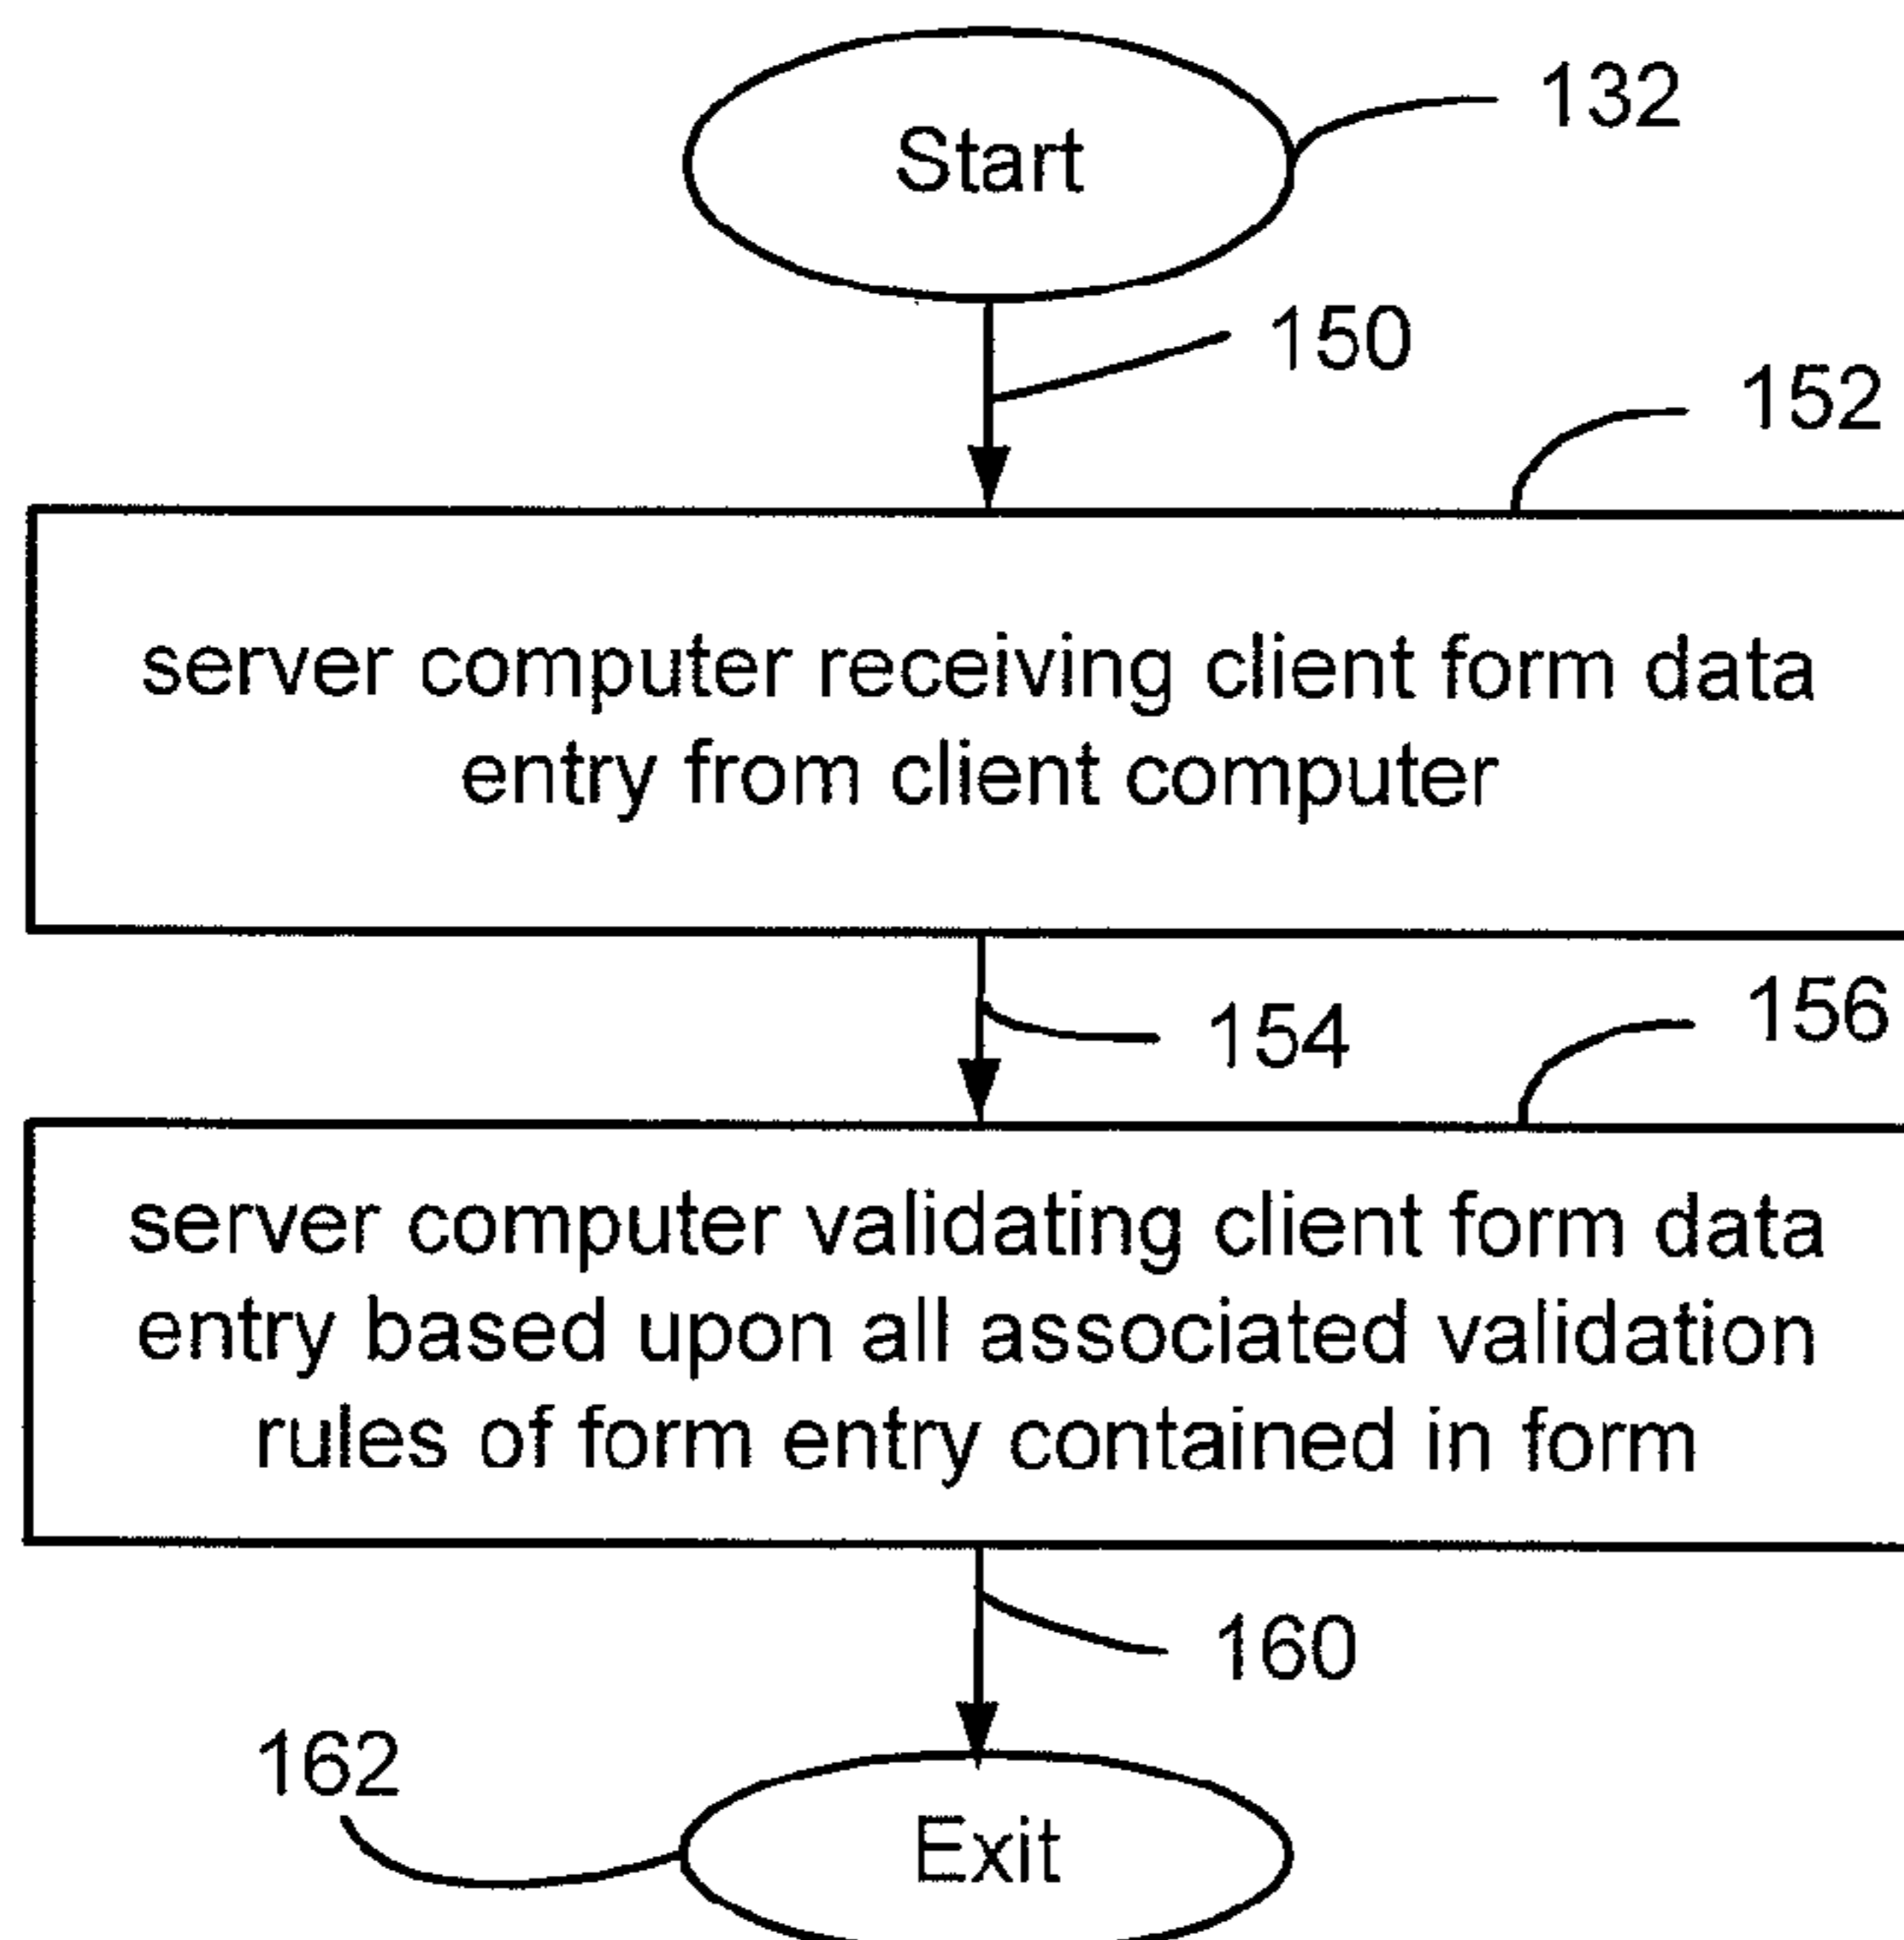 Start
132
150
152
server computer receiving client form data
entry from client computer
154
156
server computer validating client form data
entry based upon all associated validation
rules of form entry contained in form
160
162
Exit